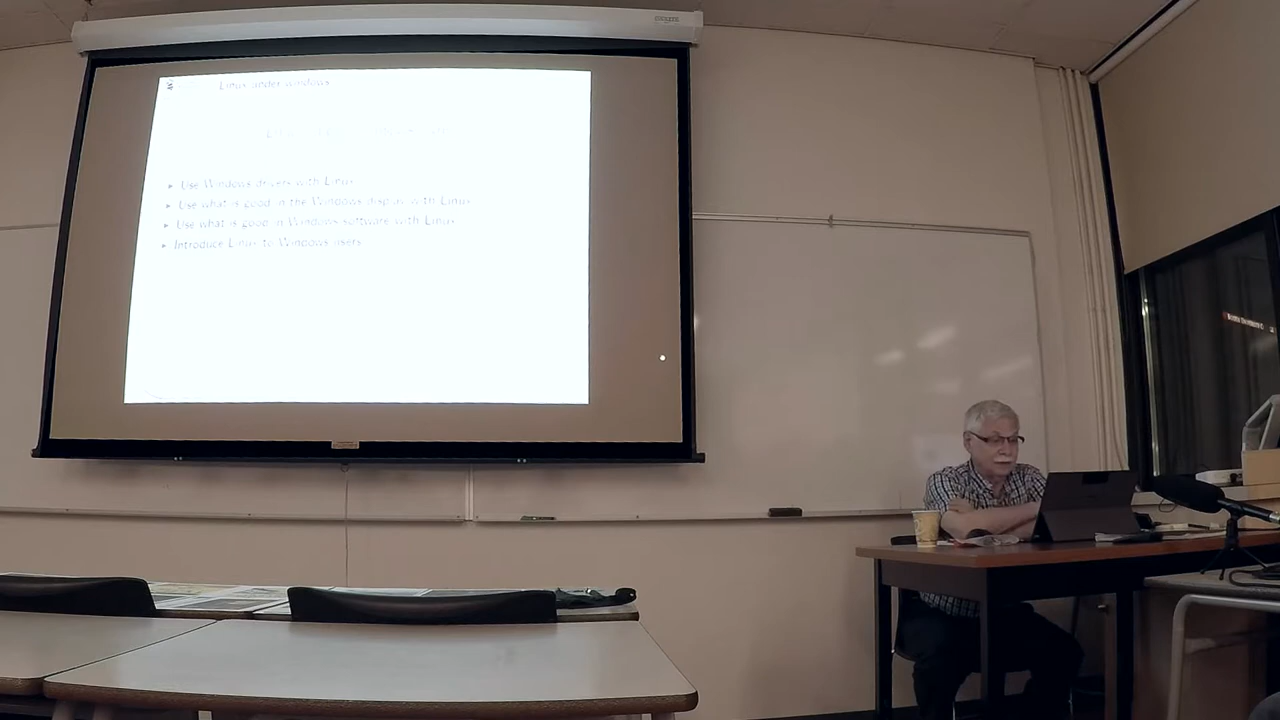 Linux under windows
Use Windows drivers with Linux
Use what is good in the Windows display with Linux
Use what is good in Windows software with Linux
Introduce Linux to Windows users